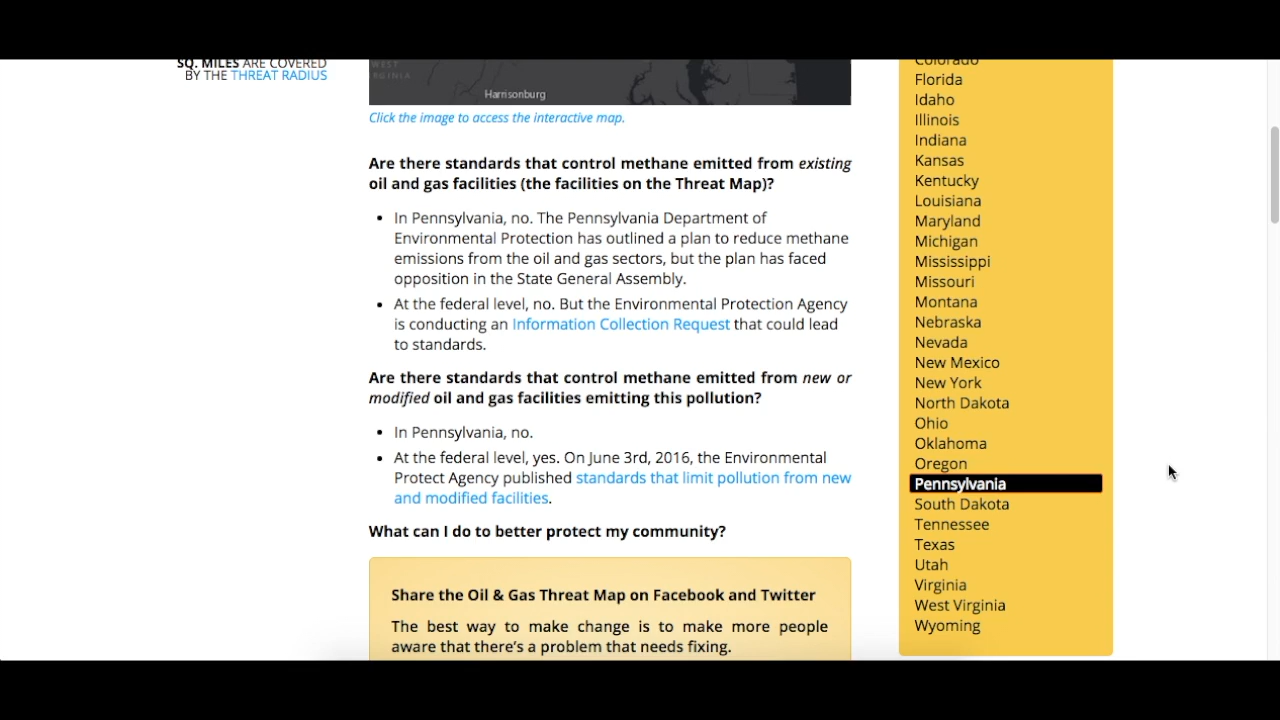 SQ. MILES ARE COVERED
BY THE THREAT RADIUS
WEST
VIRGINIA
Harrisonburg
Click the image to access the interactive map.
Are there standards that control methane emitted from existing
oil and gas facilities (the facilities on the Threat Map)?
• In Pennsylvania, no. The Pennsylvania Department of
Environmental Protection has outlined a plan to reduce methane
emissions from the oil and gas sectors, but the plan has faced
opposition in the State General Assembly.
• At the federal level, no. But the Environmental Protection Agency
is conducting an Information Collection Request that could lead
to standards.
Are there standards that control methane emitted from new or
modified oil and gas facilities emitting this pollution?
• In Pennsylvania, no.
• At the federal level, yes. On June 3rd, 2016, the Environmental
Protect Agency published standards that limit pollution from new
and modified facilities.
What can I do to better protect my community?
Share the Oil & Gas Threat Map on Facebook and Twitter
The best way to make change is to make more people
aware that there's a problem that needs fixing.
Colorado
Florida
Idaho
Illinois
Indiana
Kansas
Kentucky
Louisiana
Maryland
Michigan
Mississippi
Missouri
Montana
Nebraska
Nevada
New Mexico
New York
North Dakota
Ohio
Oklahoma
Oregon
Pennsylvania
South Dakota
Tennessee
Texas
Utah
Virginia
West Virginia
Wyoming